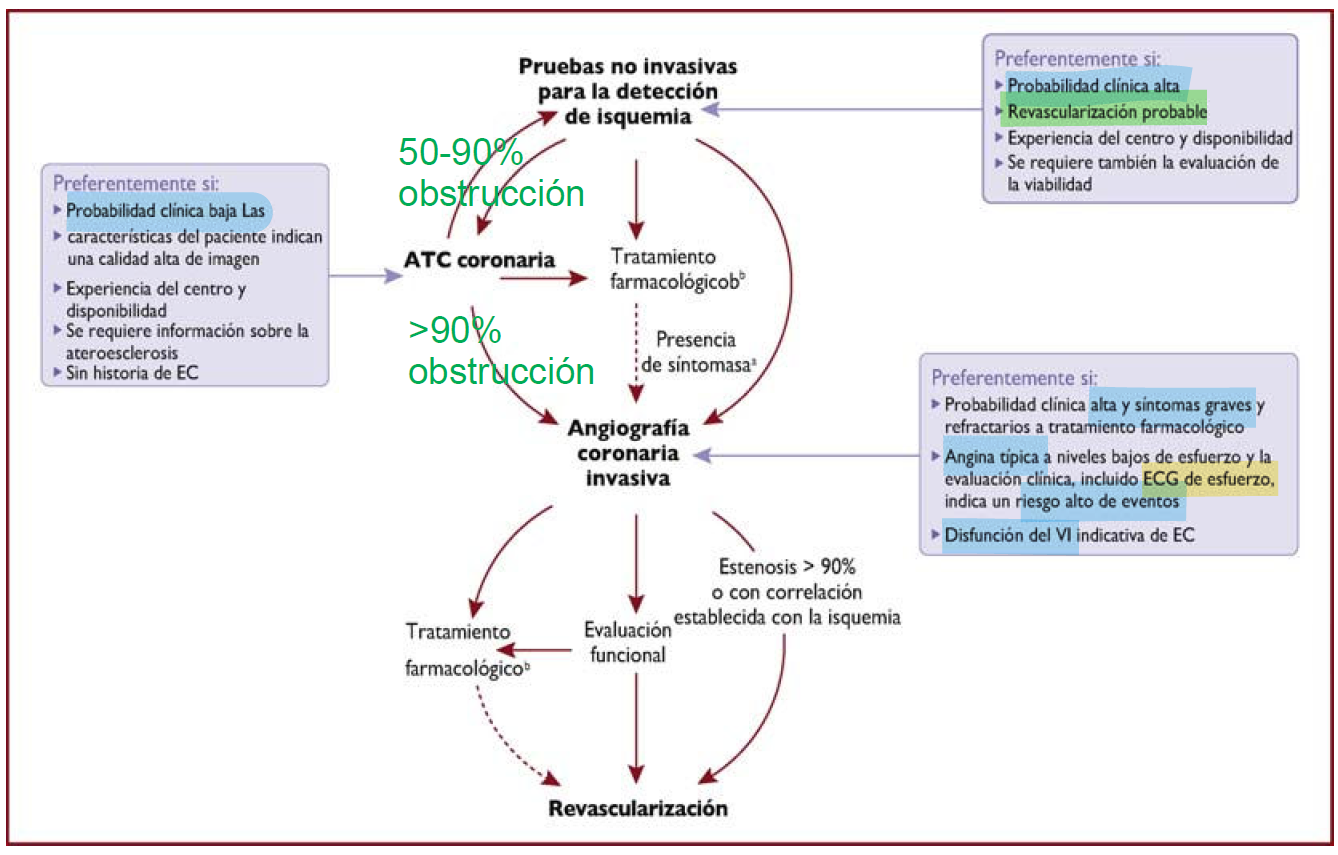 Pruebas no invasivas
para la detección
de isquemia
Preferentemente si:
Probabilidad clínica alta
Revascularización probable
Experiencia del centro y disponibilidad
Se requiere también la evaluación de
la viabilidad
50-90%
obstrucción
Preferentemente si:
Probabilidad clínica baja Las
características del paciente indican
una calidad alta de imagen
Experiencia del centro y
disponibilidad
Se requiere información sobre la
ateroesclerosis
Sin historia de EC
ATC coronaria
Tratamiento
farmacológicobᵇ
>90%
obstrucción
Presencia
de síntomasaᵃ
Angiografía
coronaria
invasiva
Preferentemente si:
Probabilidad clínica alta y síntomas graves y
refractarios a tratamiento farmacológico
Angina típica a niveles bajos de esfuerzo y la
evaluación clínica, incluido ECG de esfuerzo,
indica un riesgo alto de eventos
Disfunción del VI indicativa de EC
Estenosis > 90%
o con correlación
establecida con la isquemia
Tratamiento
farmacológicoᵇ
Evaluación
funcional
Revascularización